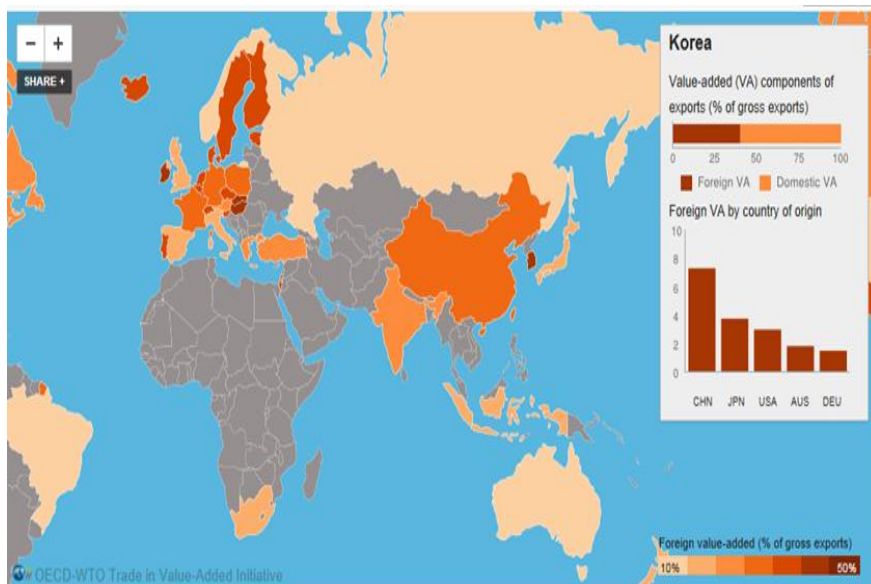 − +
SHARE +
Korea
Value-added (VA) components of
exports (% of gross exports)
0 25 50 75 100
Foreign VA Domestic VA
Foreign VA by country of origin
10
8
6
4
2
0
CHN JPN USA AUS DEU
Foreign value-added (% of gross exports)
10% 50%
OECD-WTO Trade in Value-Added Initiative